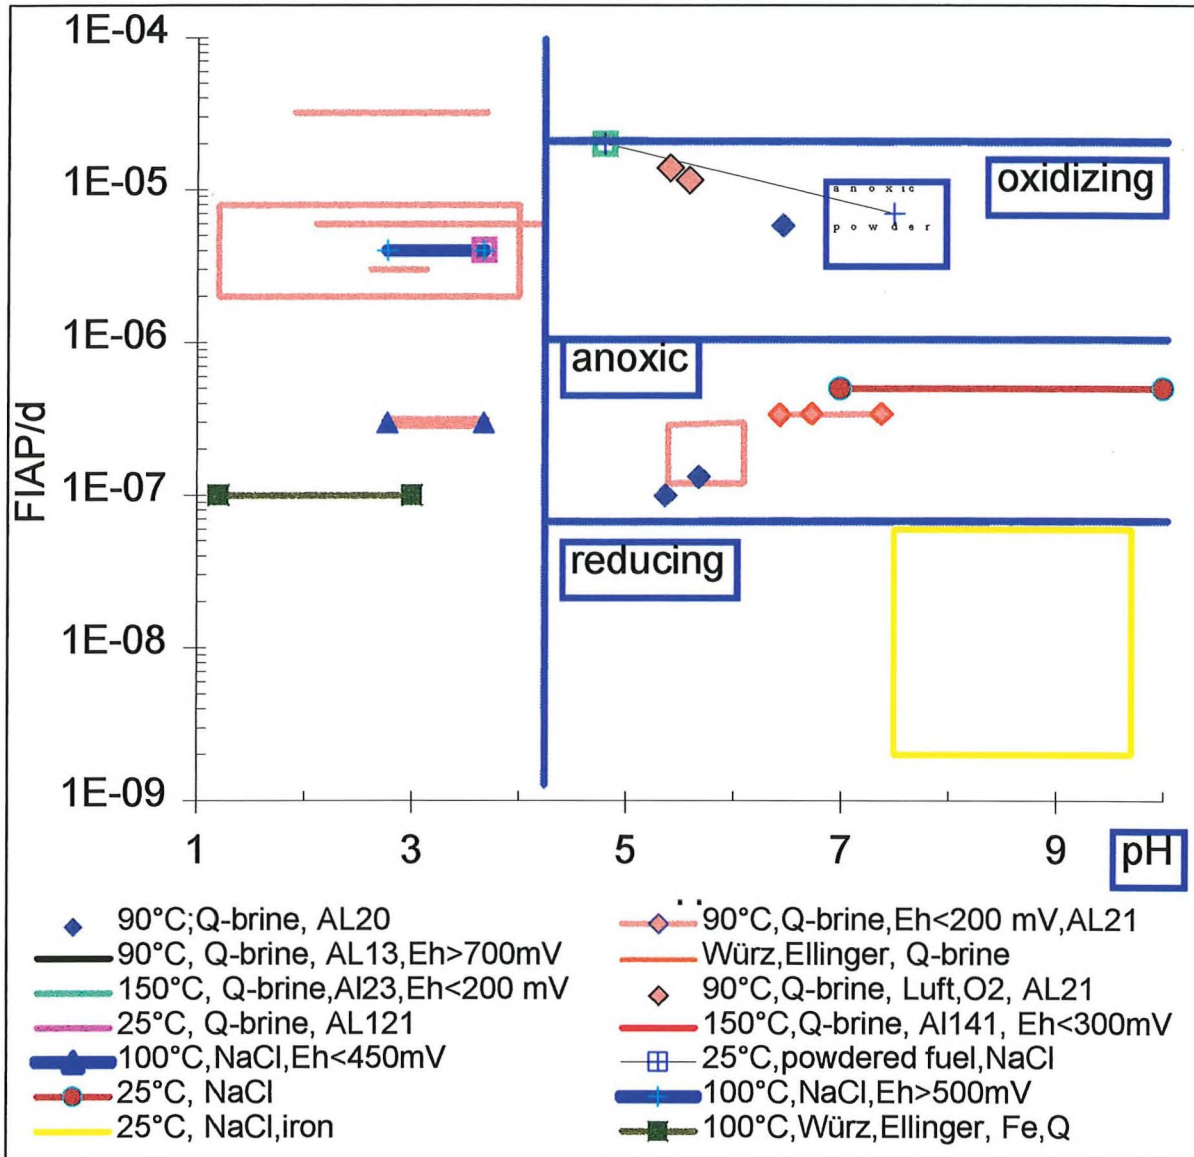 1E-04
1E-05
1E-06
1E-07
1E-08
1E-09
FIAP/d
oxidizing
anoxic
powder
anoxic
reducing
1 3 5 7 9 pH
90°C;Q-brine, AL20
90°C, Q-brine, AL13,Eh>700mV
150°C, Q-brine,Al23,Eh<200 mV
25°C, Q-brine, AL121
100°C,NaCl,Eh<450mV
25°C, NaCl
25°C, NaCl,iron
90°C,Q-brine,Eh<200 mV,AL21
Würz,Ellinger, Q-brine
90°C,Q-brine, Luft,O2, AL21
150°C,Q-brine, Al141, Eh<300mV
25°C,powdered fuel,NaCl
100°C,NaCl,Eh>500mV
100°C,Würz,Ellinger, Fe,Q